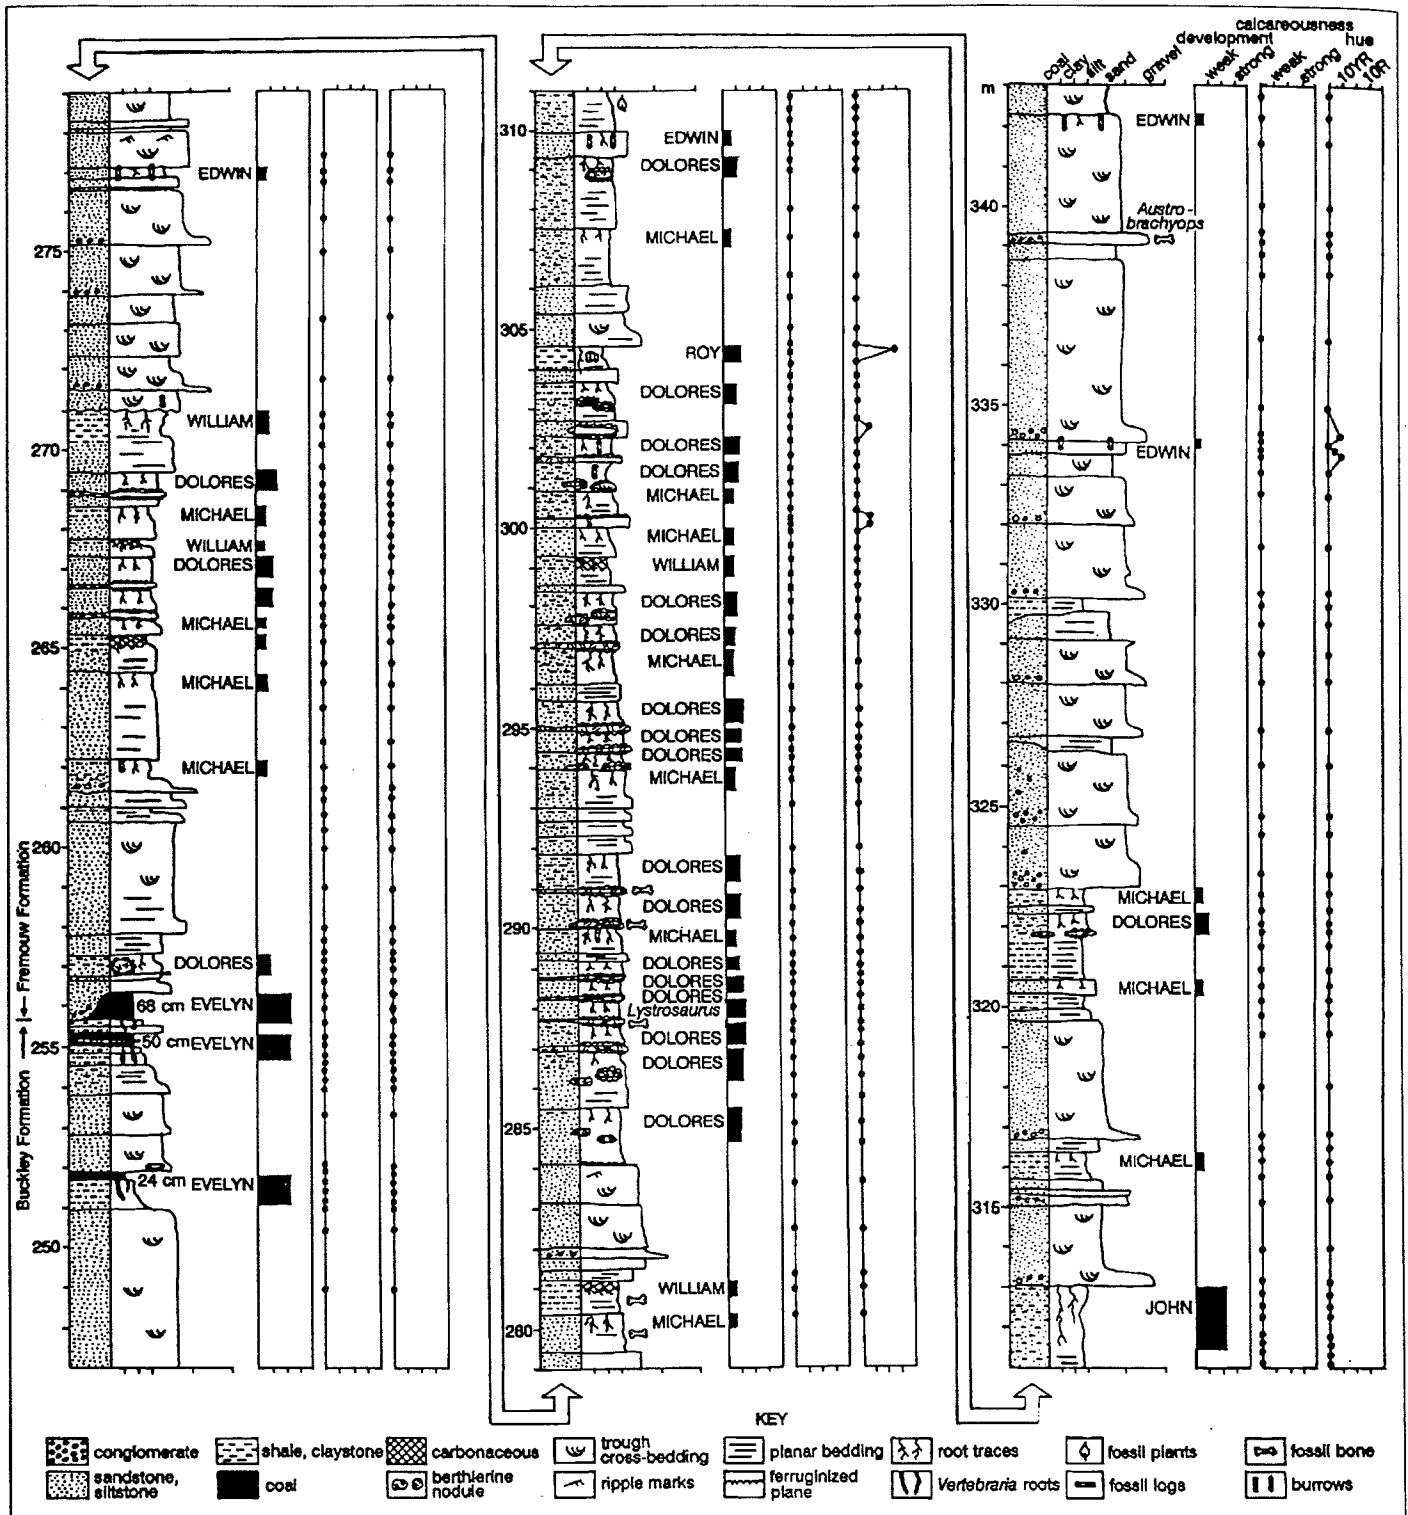 calcareousness
development hue
coal clay silt sand gravel weak strong weak strong 10YR 10R
m
EDWIN
275
WILLIAM
270
DOLORES
MICHAEL
WILLIAM
DOLORES
MICHAEL
265
MICHAEL
MICHAEL
260
DOLORES
68 cm EVELYN
50 cm EVELYN
255
24 cm EVELYN
250
Buckley Formation Fremouw Formation
310
EDWIN
DOLORES
MICHAEL
305
ROY
DOLORES
DOLORES
DOLORES
MICHAEL
300
MICHAEL
WILLIAM
DOLORES
DOLORES
MICHAEL
DOLORES
295
DOLORES
DOLORES
MICHAEL
DOLORES
DOLORES
290
MICHAEL
DOLORES
DOLORES
DOLORES
Lystrosaurus
DOLORES
DOLORES
285
DOLORES
WILLIAM
280
MICHAEL
EDWIN
340
Austro-
brachyops
335
EDWIN
330
325
MICHAEL
DOLORES
MICHAEL
320
MICHAEL
315
JOHN
KEY
conglomerate shale, claystone carbonaceous trough cross-bedding planar bedding root traces fossil plants fossil bone
sandstone, siltstone coal berthierine nodule ripple marks ferruginized plane Vertebraria roots fossil logs burrows